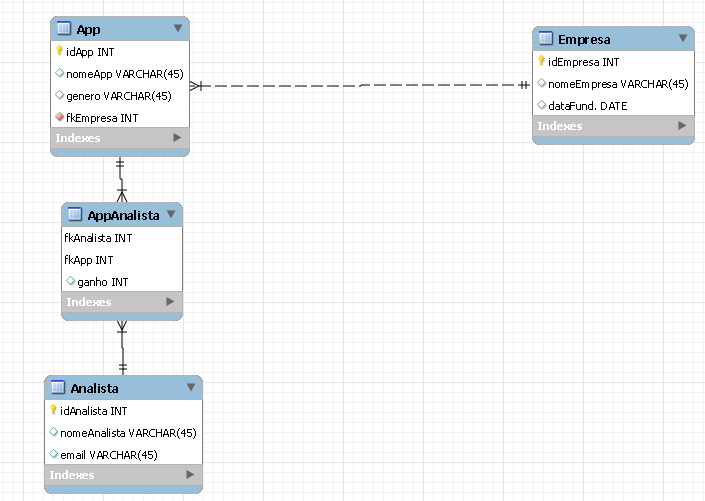 App
idApp INT
nomeApp VARCHAR(45)
genero VARCHAR(45)
fkEmpresa INT
Indexes
Empresa
idEmpresa INT
nomeEmpresa VARCHAR(45)
dataFund. DATE
Indexes
AppAnalista
fkAnalista INT
fkApp INT
ganho INT
Indexes
Analista
idAnalista INT
nomeAnalista VARCHAR(45)
email VARCHAR(45)
Indexes